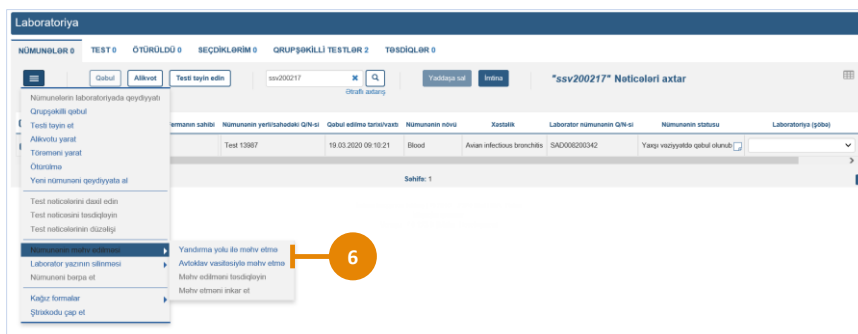 Laboratoriya
NÜMUNƏLƏR 0 TEST 0 ÖTÜRÜLDÜ 0 SEÇDİKLƏRİM 0 QRUPŞƏKİLLİ TESTLƏR 2 TƏSDİQLƏR 0
Qəbul Alikvot Testi təyin edin ssv200217 Yaddaşa sal İmtina "ssv200217" Nəticələri axtar
Ətraflı axtarış
Nümunələrin laboratoriyada qeydiyyatı
Qrupşəkilli qəbul
Testi təyin et
Alikvotu yarat
Törəməni yarat
Ötürülmə
Yeni nümunəni qeydiyyata al
Test nəticələrini daxil edin
Test nəticəsini təsdiqləyin
Test nəticələrinin düzəlişi
Nümunənin məhv edilməsi
Laborator yazının silinməsi
Nümunəni bərpa et
Kağız formalar
Ştrixkodu çap et
Yandırma yolu ilə məhv etmə
Avtoklav vasitəsiylə məhv etmə
Məhv edilməni təsdiqləyin
Məhv etməni inkar et
6
Fermanın sahibi Nümunənin yerli/sahədəki Q/N-si Qəbul edilmə tarixi/vaxtı Nümunənin növü Xəstəlik Laborator nümunənin Q/N-si Nümunənin statusu Laboratoriya (şöbə)
Test 13987 19.03.2020 09:10:21 Blood Avian infectious bronchitis SAD008200342 Yaxşı vəziyyətdə qəbul olunub
Səhifə: 1